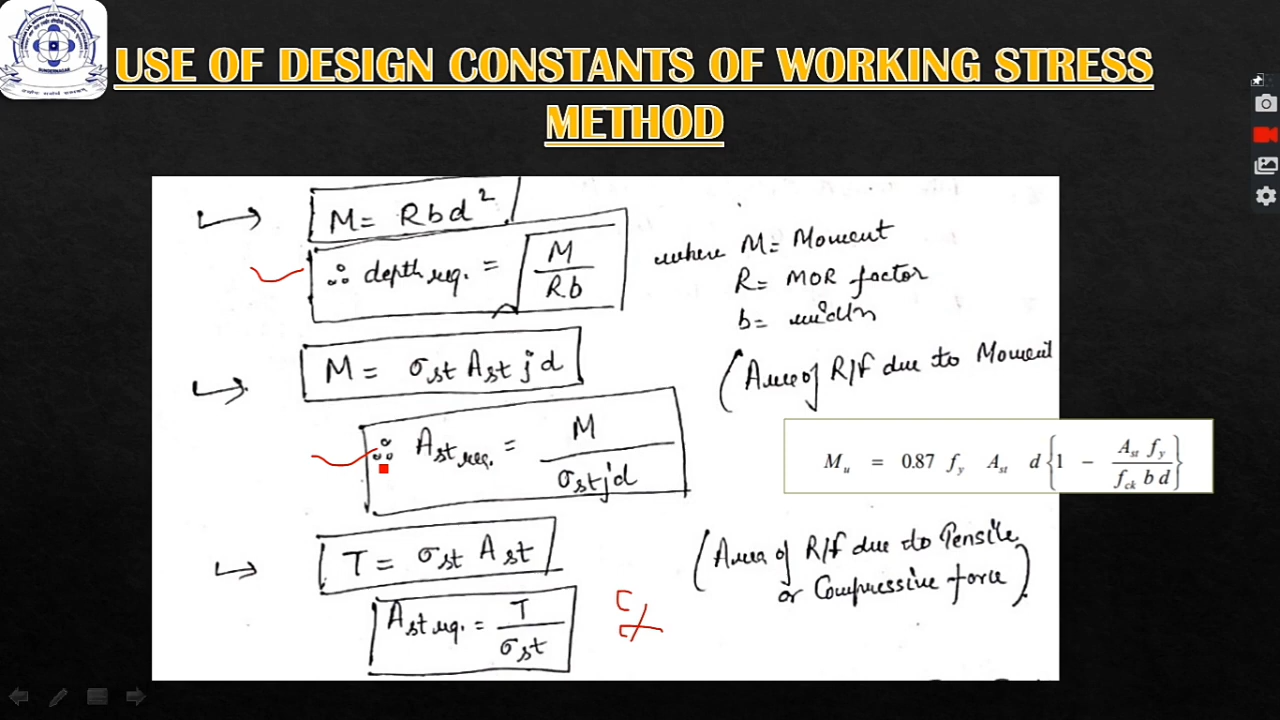 USE OF DESIGN CONSTANTS OF WORKING STRESS
METHOD
M = Rbd²
∴ depth req. = √(M / Rb)
where M = Moment
R = MOR factor
b = width
M = σst Ast j d
(Area of R/f due to Moment
∴ Ast req. = M / σst j d
Mu = 0.87 fy Ast d {1 - Ast fy / fck b d}
T = σst Ast
(Area of R/f due to Tensile
or Compressive force).
Ast req. = T / σst